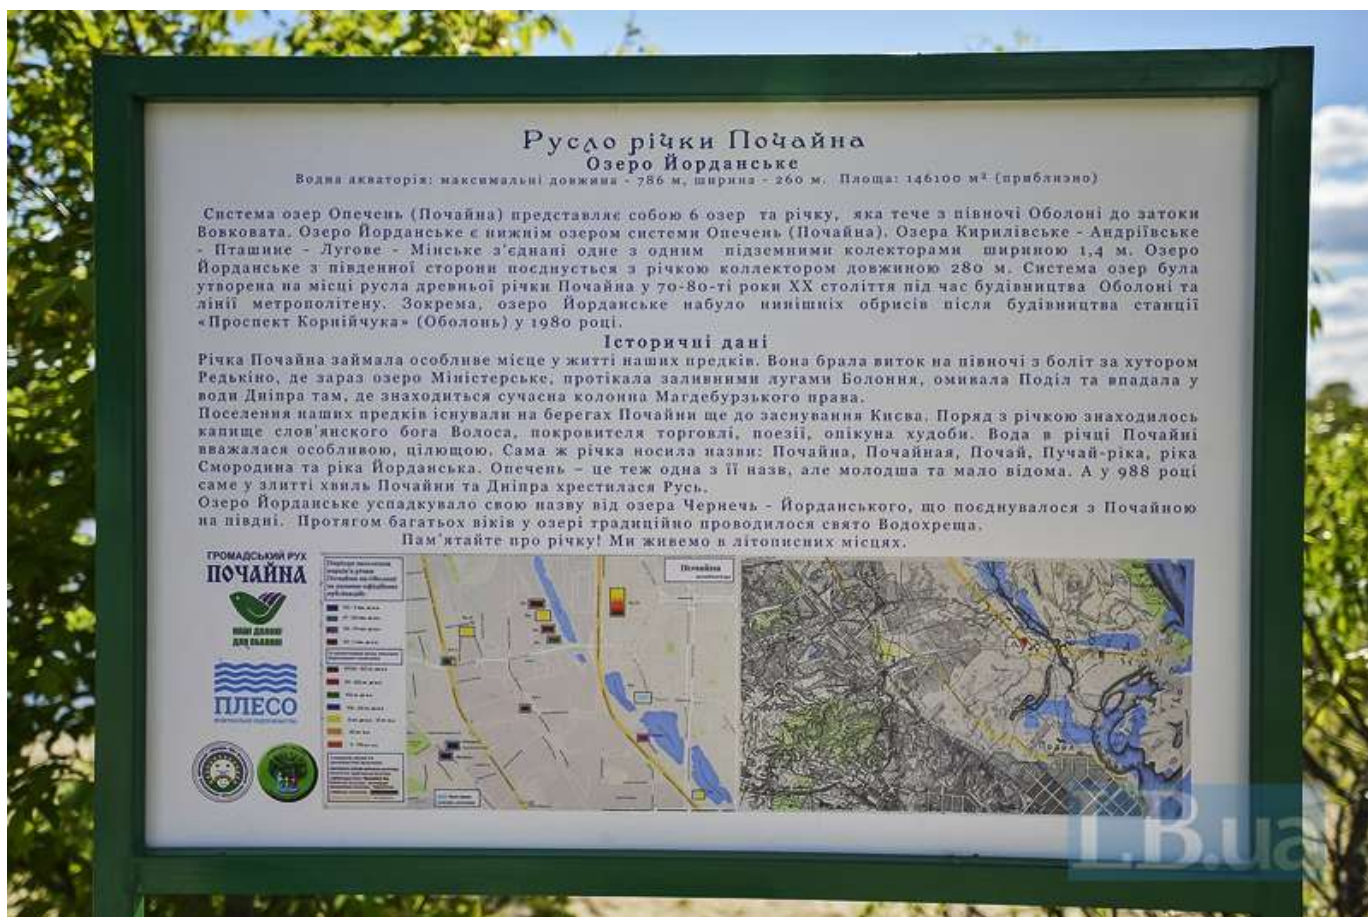 Русло річки Почайна
Озеро Йорданське
Водна акваторія: максимальні довжина - 786 м, ширина - 260 м. Площа: 146100 м² (приблизно)
Система озер Опечень (Почайна) представляє собою 6 озер та річку, яка тече з півночі Оболоні до затоки
Вовковата. Озеро Йорданське є нижнім озером системи Опечень (Почайна). Озера Кирилівське - Андріївське
- Пташине - Лугове - Мінське з’єднані одне з одним підземними колекторами шириною 1,4 м. Озеро
Йорданське з південної сторони поєднується з річкою коллектором довжиною 280 м. Система озер була
утворена на місці русла древньої річки Почайна у 70-80-ті роки ХХ століття під час будівництва Оболоні та
лінії метрополітену. Зокрема, озеро Йорданське набуло нинішніх обрисів після будівництва станції
«Проспект Корнійчука» (Оболонь) у 1980 році.
Історичні дані
Річка Почайна займала особливе місце у житті наших предків. Вона брала виток на півночі з боліт за хутором
Редькіно, де зараз озеро Міністерське, протікала заливними лугами Болоння, омивала Поділ та впадала у
води Дніпра там, де знаходиться сучасна колонна Магдебурзького права.
Поселення наших предків існували на берегах Почайни ще до заснування Києва. Поряд з річкою знаходилось
капище слов’янского бога Волоса, покровителя торговлі, поезії, опікуна худоби. Вода в річці Почайні
вважалася особливою, цілющою. Сама ж річка носила назви: Почайна, Почайная, Почай, Пучай-ріка, ріка
Смородина та ріка Йорданська. Опечень – це теж одна з її назв, але молодша та мало відома. А у 988 році
саме у злитті хвиль Почайни та Дніпра хрестилася Русь.
Озеро Йорданське успадкувало свою назву від озера Чернечь - Йорданського, що поєднувалося з Почайною
на півдні. Протягом багатьох віків у озері традиційно проводилося свято Водохреща.
Пам’ятайте про річку! Ми живемо в літописних місцях.
ГРОМАДСЬКИЙ РУХ
ПОЧАЙНА
НАШІ ДОЛОНІ
ДЛЯ ОБОЛОНІ
ПЛЕСО
Почайна
LB.ua